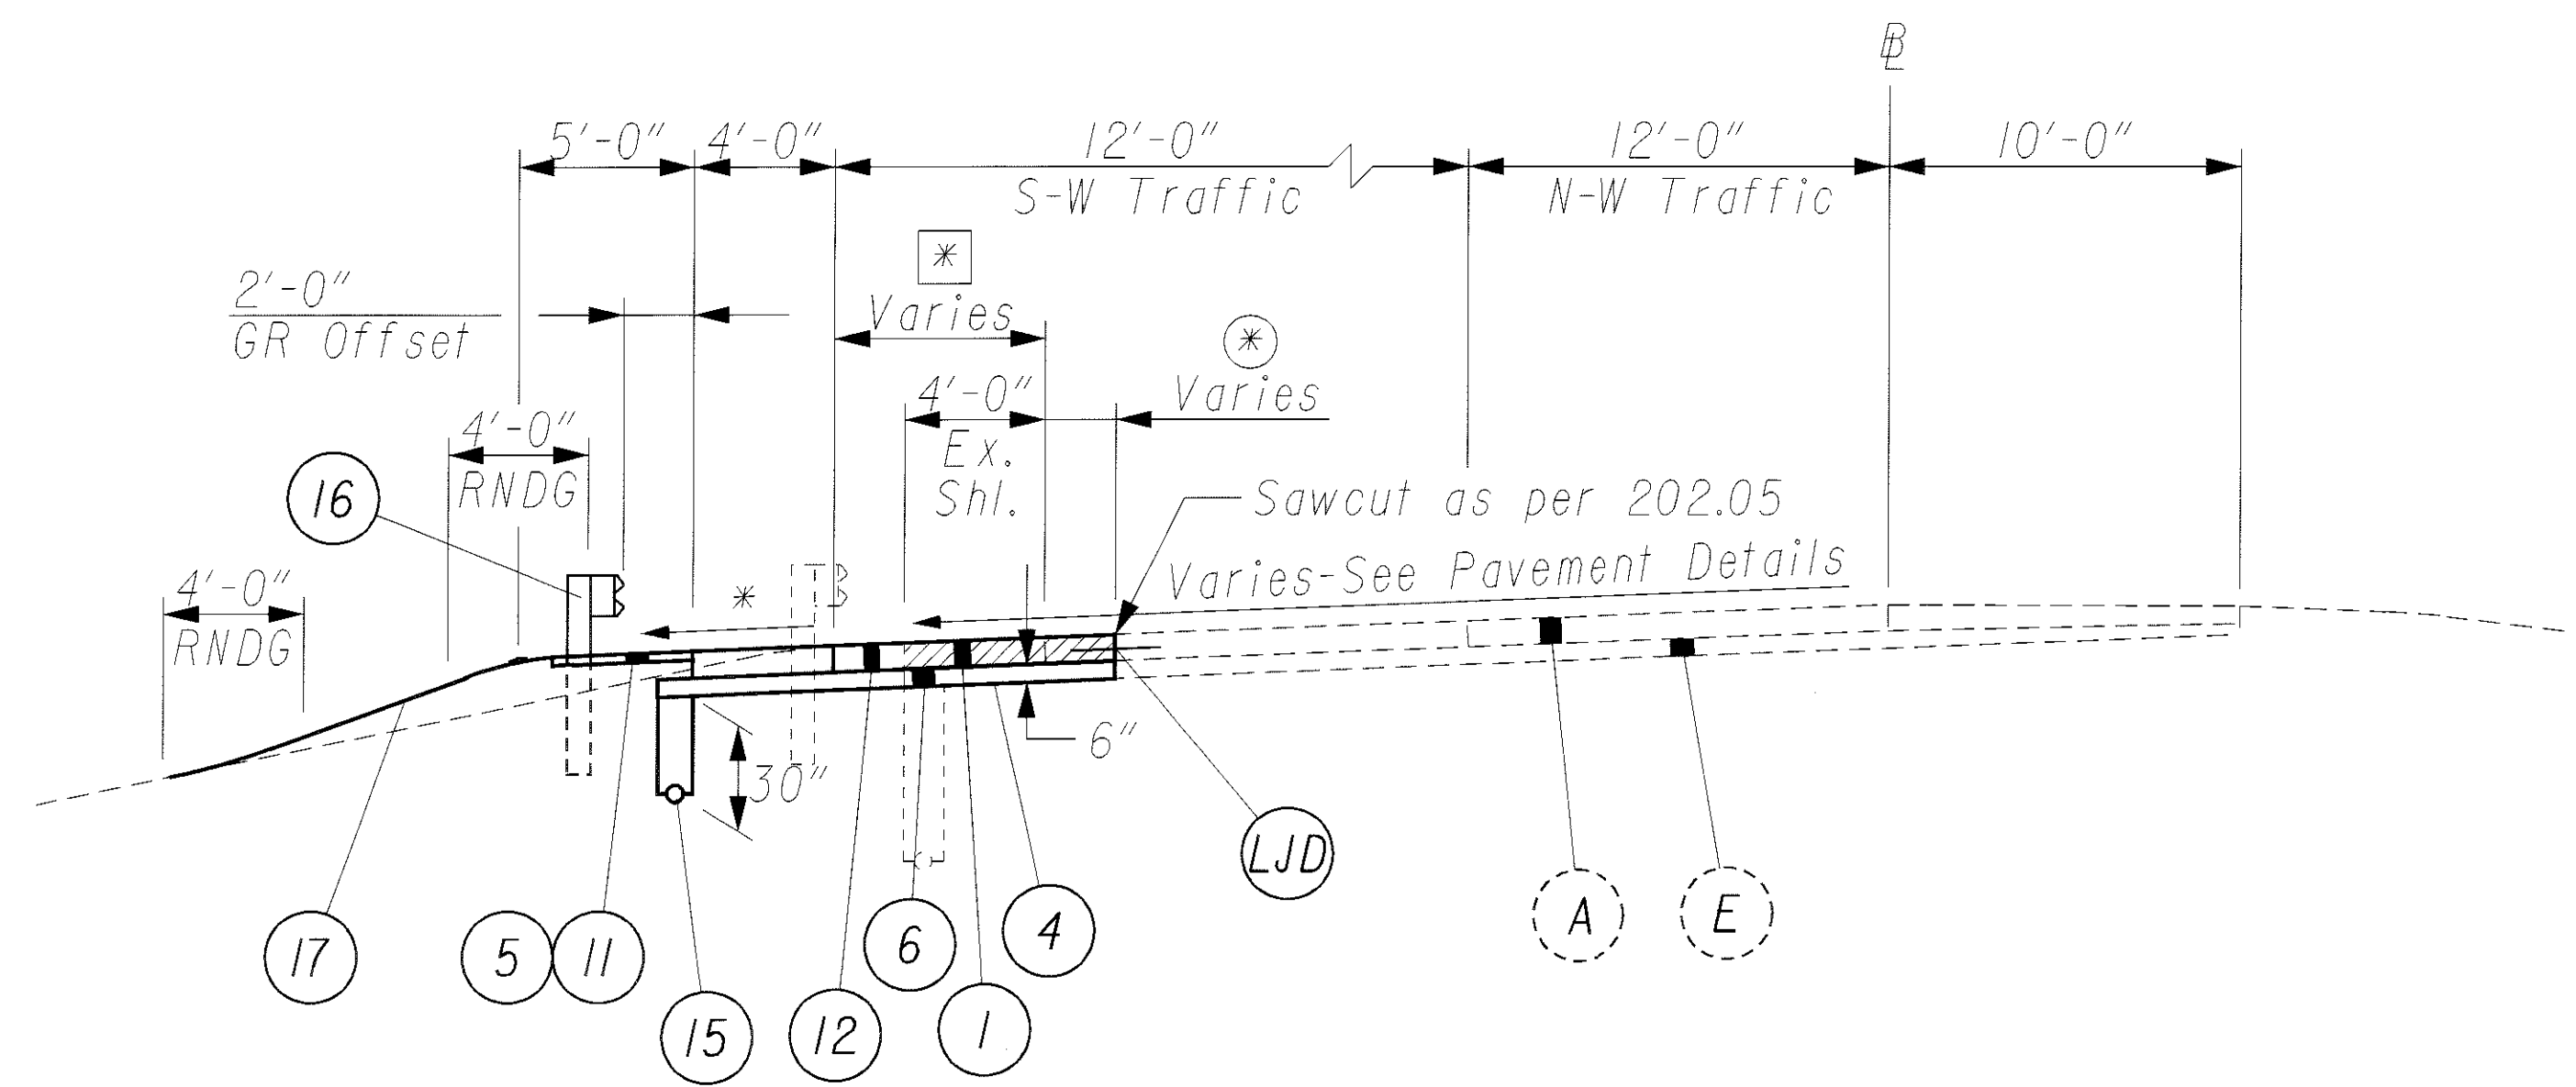 5'-0" 4'-0" 12'-0" 12'-0" 10'-0"
S-W Traffic N-W Traffic
*
2'-0" Varies
GR Offset *
4'-0" Varies
4'-0" Ex.
RNDG Shl.
16 Sawcut as per 202.05
Varies-See Pavement Details
4'-0" *
RNDG
6"
30"
LJD
17 5 11 6 4 A E
15 12 1